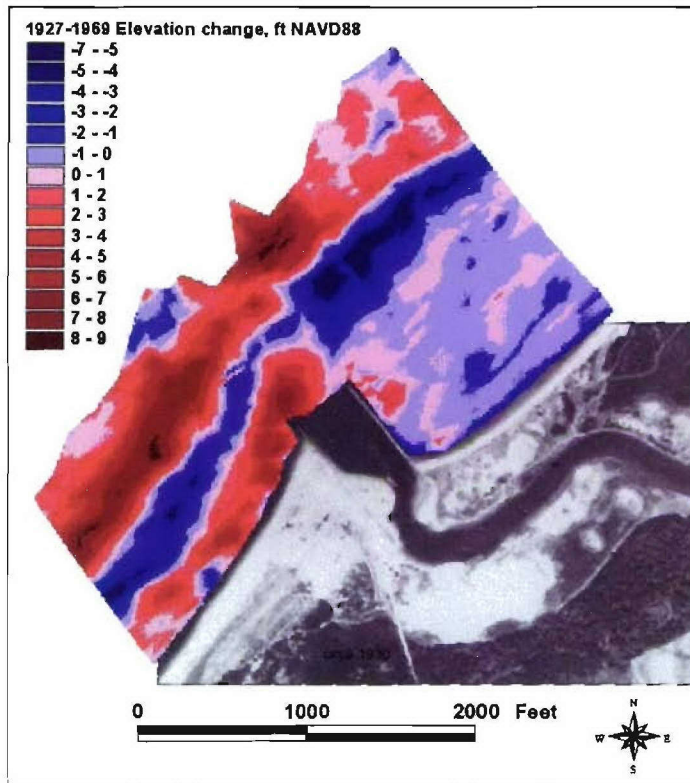 1927-1969 Elevation change, ft NAVD88
-7 - -5
-5 - -4
-4 - -3
-3 - -2
-2 - -1
-1 - 0
0 - 1
1 - 2
2 - 3
3 - 4
4 - 5
5 - 6
6 - 7
7 - 8
8 - 9
circa 1970
0 1000 2000 Feet
N
W E
S